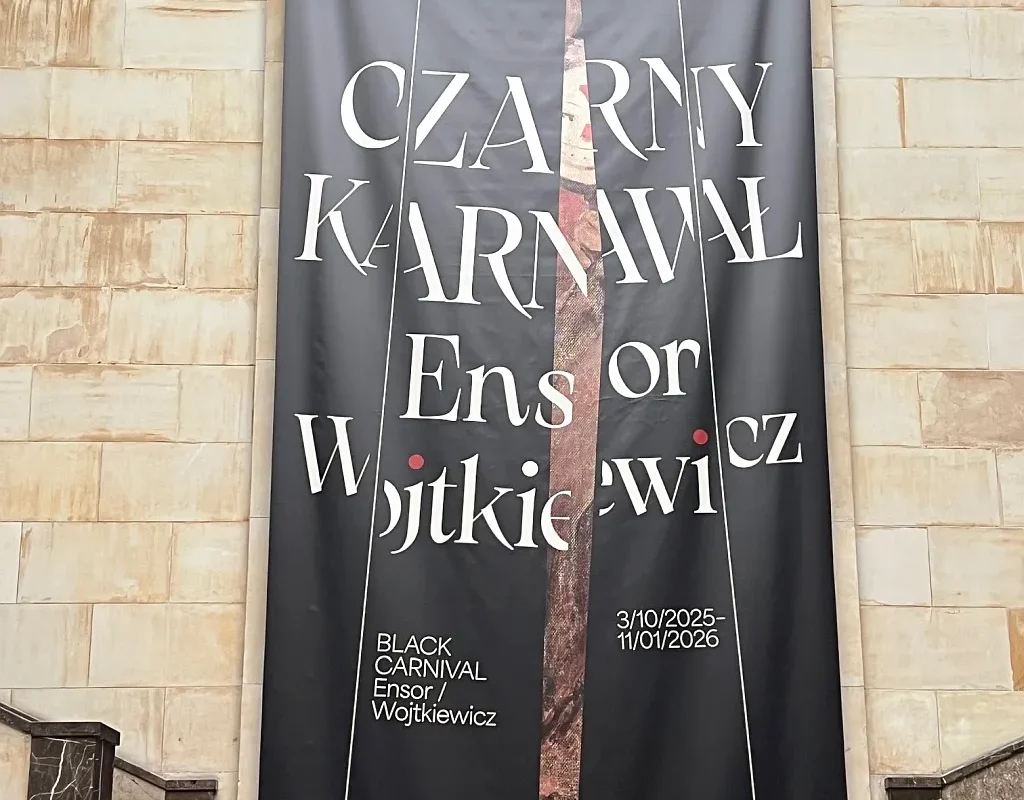 CZARNY
KARNAWAŁ
Ensor
Wojtkiewicz
BLACK
CARNIVAL
Ensor /
Wojtkiewicz
3/10/2025–
11/01/2026